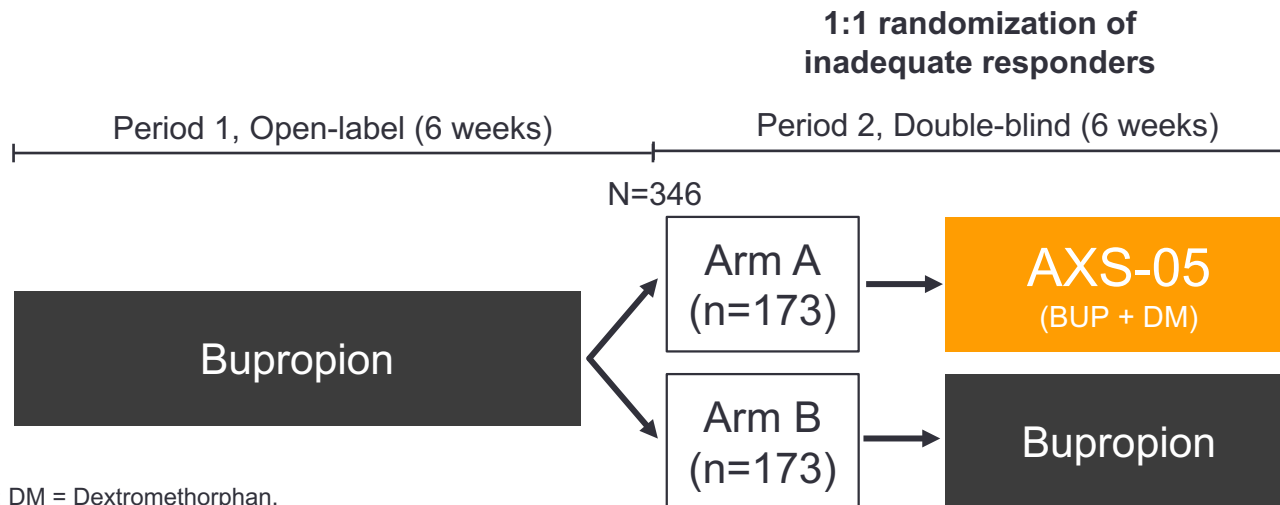 1:1 randomization of
inadequate responders
Period 1, Open-label (6 weeks)
Period 2, Double-blind (6 weeks)
N=346
Bupropion
Arm A
(n=173)
AXS-05
(BUP + DM)
Arm B
(n=173)
Bupropion
DM = Dextromethorphan.